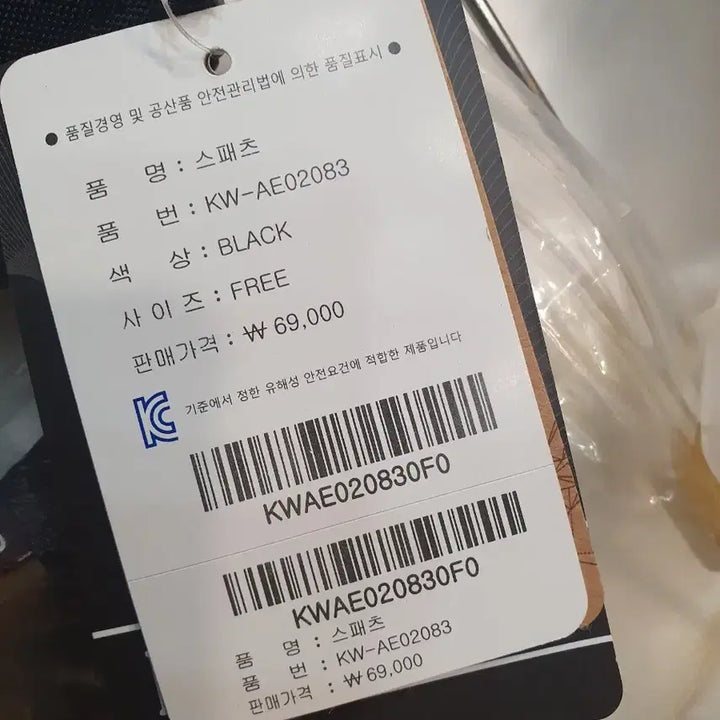 ● 품질경영 및 공산품 안전관리법에 의한 품질표시 ●
품 명 : 스패츠
품 번 : KW-AE02083
색 상 : BLACK
사 이 즈 : FREE
판매가격 : ₩ 69,000
KC 기준에서 정한 유해성 안전요건에 적합한 제품입니다
KWAE020830F0
KWAE020830F0
품 명 : 스패츠
품 번 : KW-AE02083
판매가격 : ₩ 69,000